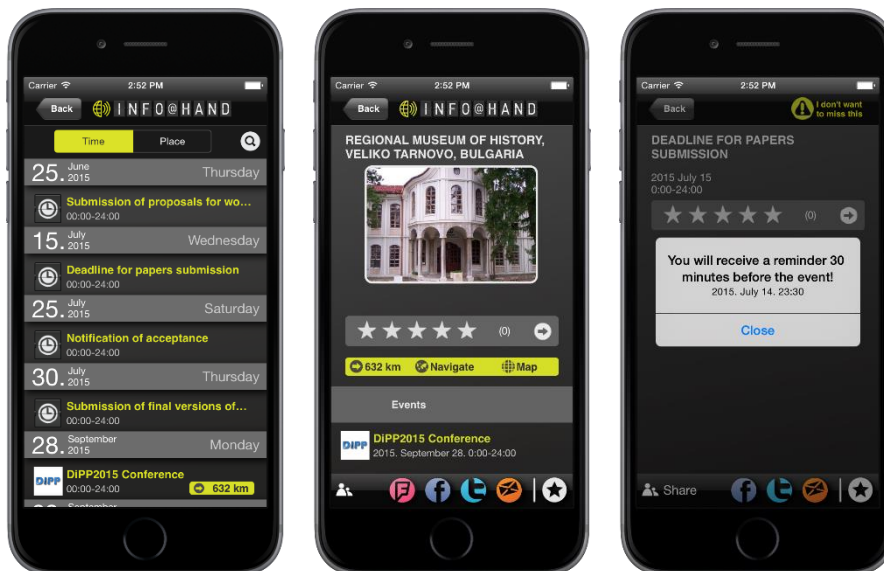 Carrier 2:52 PM
Back INFO@HAND
Time Place
25. June 2015 Thursday
Submission of proposals for wo...
00:00-24:00
15. July 2015 Wednesday
Deadline for papers submission
00:00-24:00
25. July 2015 Saturday
Notification of acceptance
00:00-24:00
30. July 2015 Thursday
Submission of final versions of...
00:00-24:00
28. September 2015 Monday
DiPP DiPP2015 Conference
00:00-24:00 632 km
September
Carrier 2:52 PM
Back INFO@HAND
REGIONAL MUSEUM OF HISTORY,
VELIKO TARNOVO, BULGARIA
(0)
632 km Navigate Map
Events
DiPP DiPP2015 Conference
2015. September 28. 0:00-24:00
Carrier 2:52 PM
Back I don't want
to miss this
DEADLINE FOR PAPERS
SUBMISSION
2015 July 15
0:00-24:00
(0)
You will receive a reminder 30
minutes before the event!
2015. July 14. 23:30
Close
Share